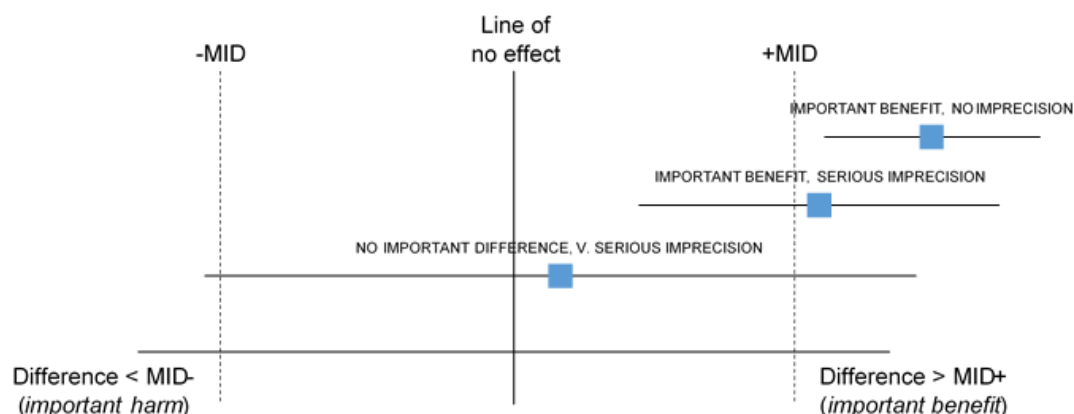 Line of
no effect
-MID
+MID
IMPORTANT BENEFIT, NO IMPRECISION
IMPORTANT BENEFIT, SERIOUS IMPRECISION
NO IMPORTANT DIFFERENCE, V. SERIOUS IMPRECISION
Difference < MID-
(important harm)
Difference > MID+
(important benefit)